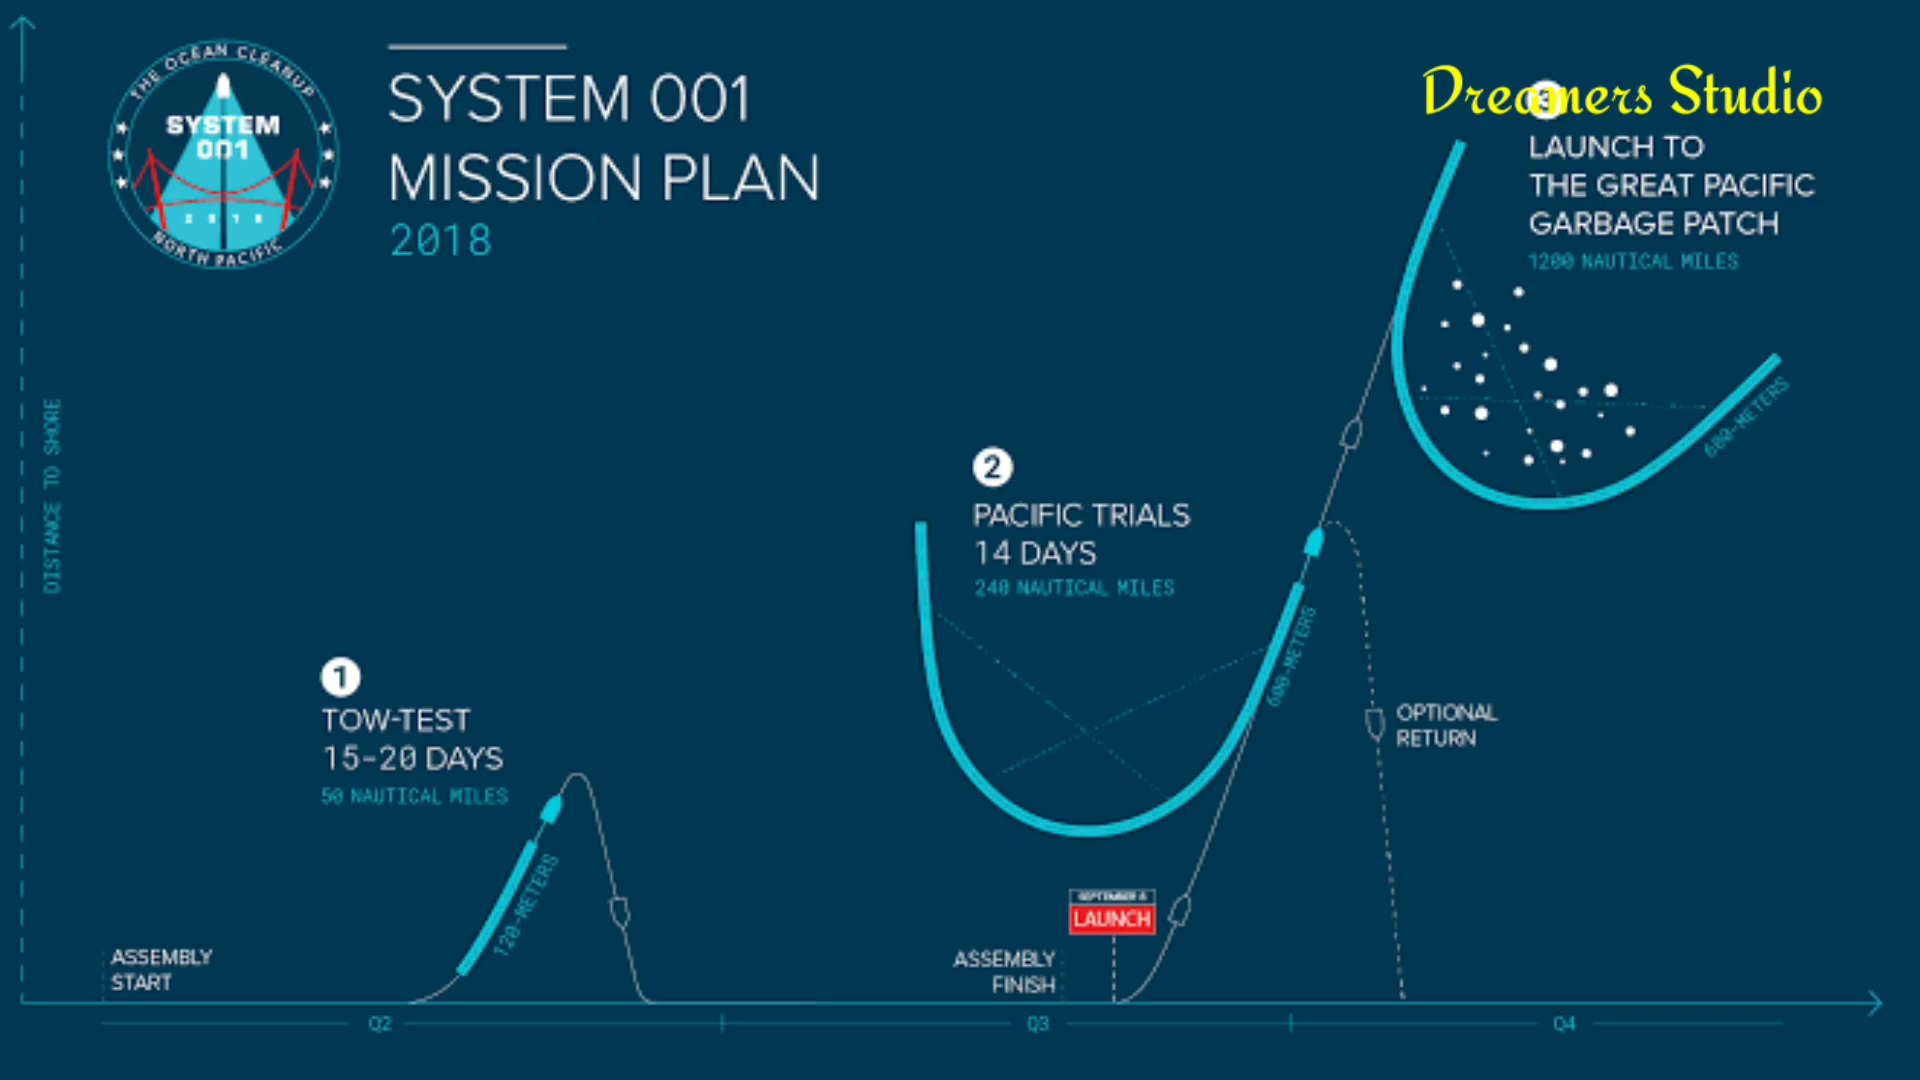 THE OCEAN CLEANUP
SYSTEM
001
2018
NORTH PACIFIC
SYSTEM 001
MISSION PLAN
2018
Dreamers Studio
3
LAUNCH TO
THE GREAT PACIFIC
GARBAGE PATCH
1200 NAUTICAL MILES
600-METERS
DISTANCE TO SHORE
2
PACIFIC TRIALS
14 DAYS
240 NAUTICAL MILES
600-METERS
1
TOW-TEST
15-20 DAYS
50 NAUTICAL MILES
120-METERS
OPTIONAL
RETURN
SEPTEMBER 8
LAUNCH
ASSEMBLY
START
ASSEMBLY
FINISH
Q2
Q3
Q4